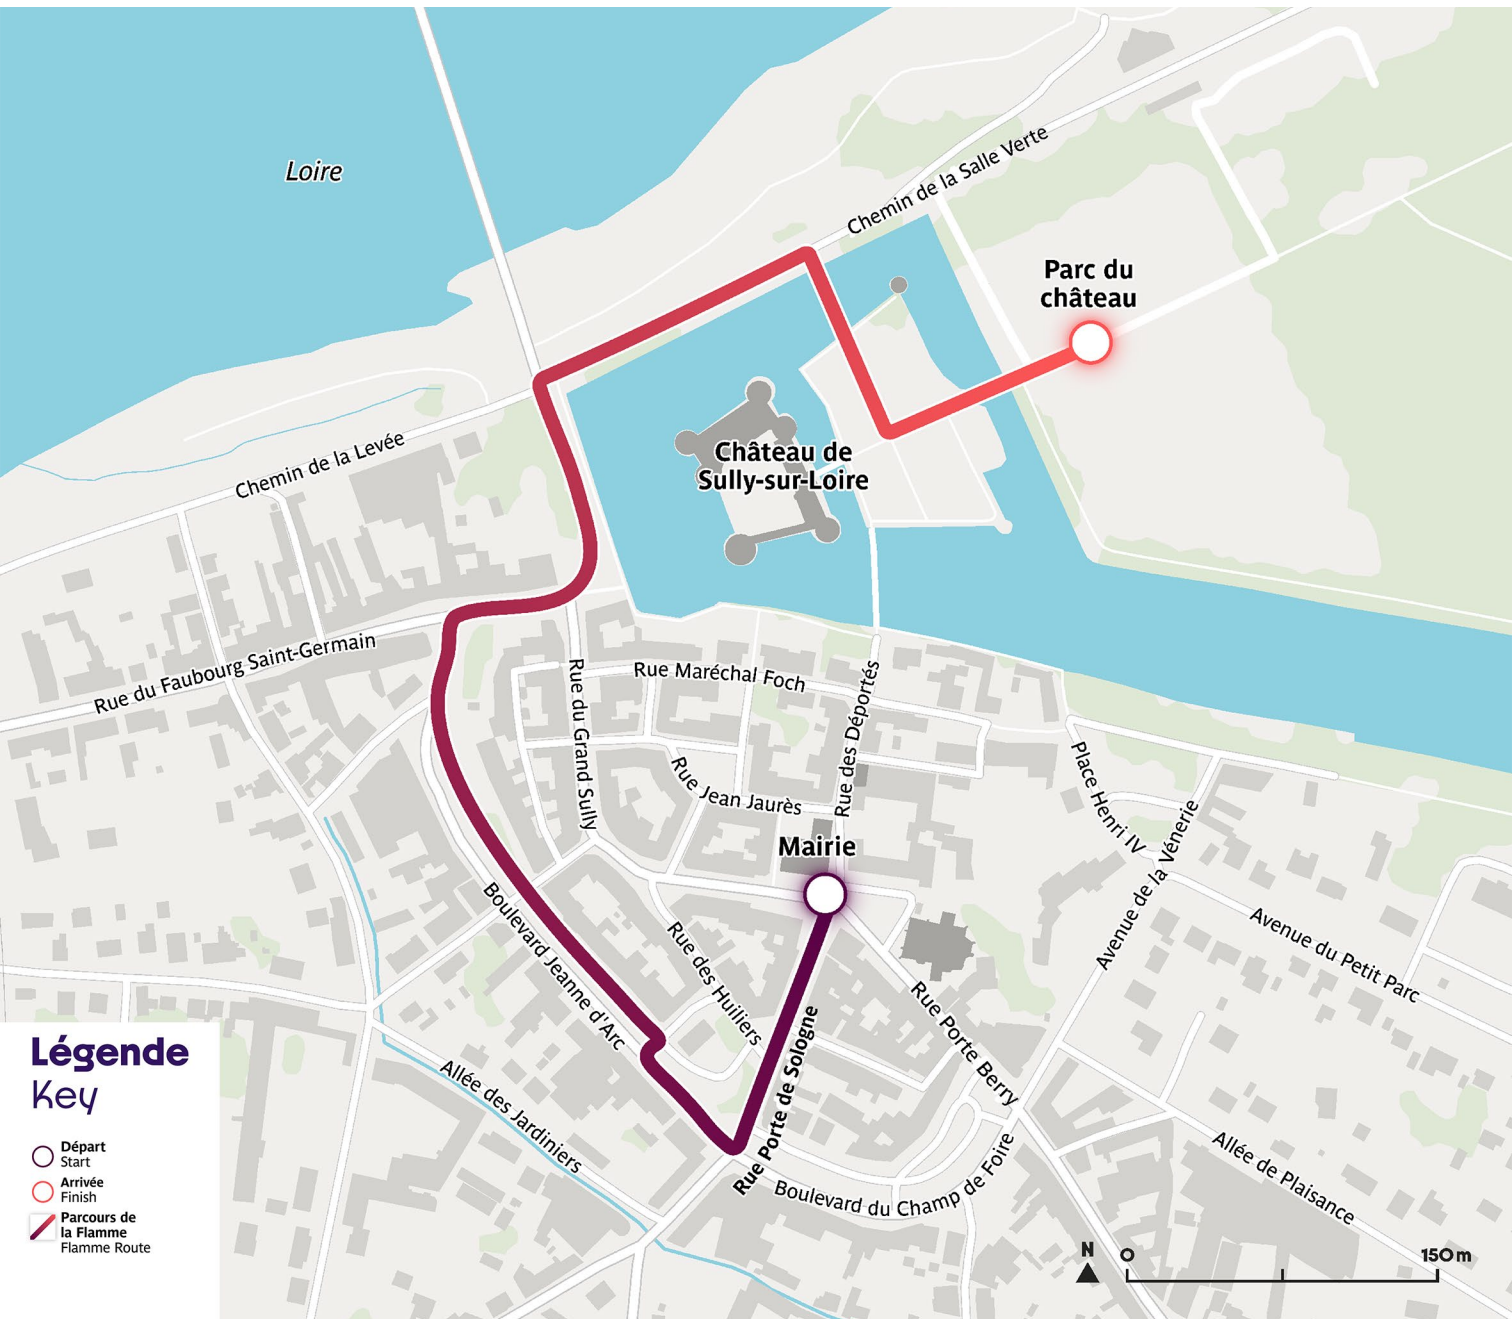 Loire
Chemin de la Salle Verte
Parc du
château
Château de
Sully-sur-Loire
Chemin de la Levée
Rue du Faubourg Saint-Germain
Rue Maréchal Foch
Rue du Grand Sully
Rue des Déportés
Rue Jean Jaurès
Place Henri IV
Avenue de la Vénerie
Mairie
Boulevard Jeanne d'Arc
Rue des Huiliers
Avenue du Petit Parc
Rue Porte Berry
Rue Porte de Sologne
Allée des Jardiniers
Boulevard du Champ de Foire
Allée de Plaisance
Légende
Key
Départ
Start
Arrivée
Finish
Parcours de
la Flamme
Flamme Route
N 0 150 m